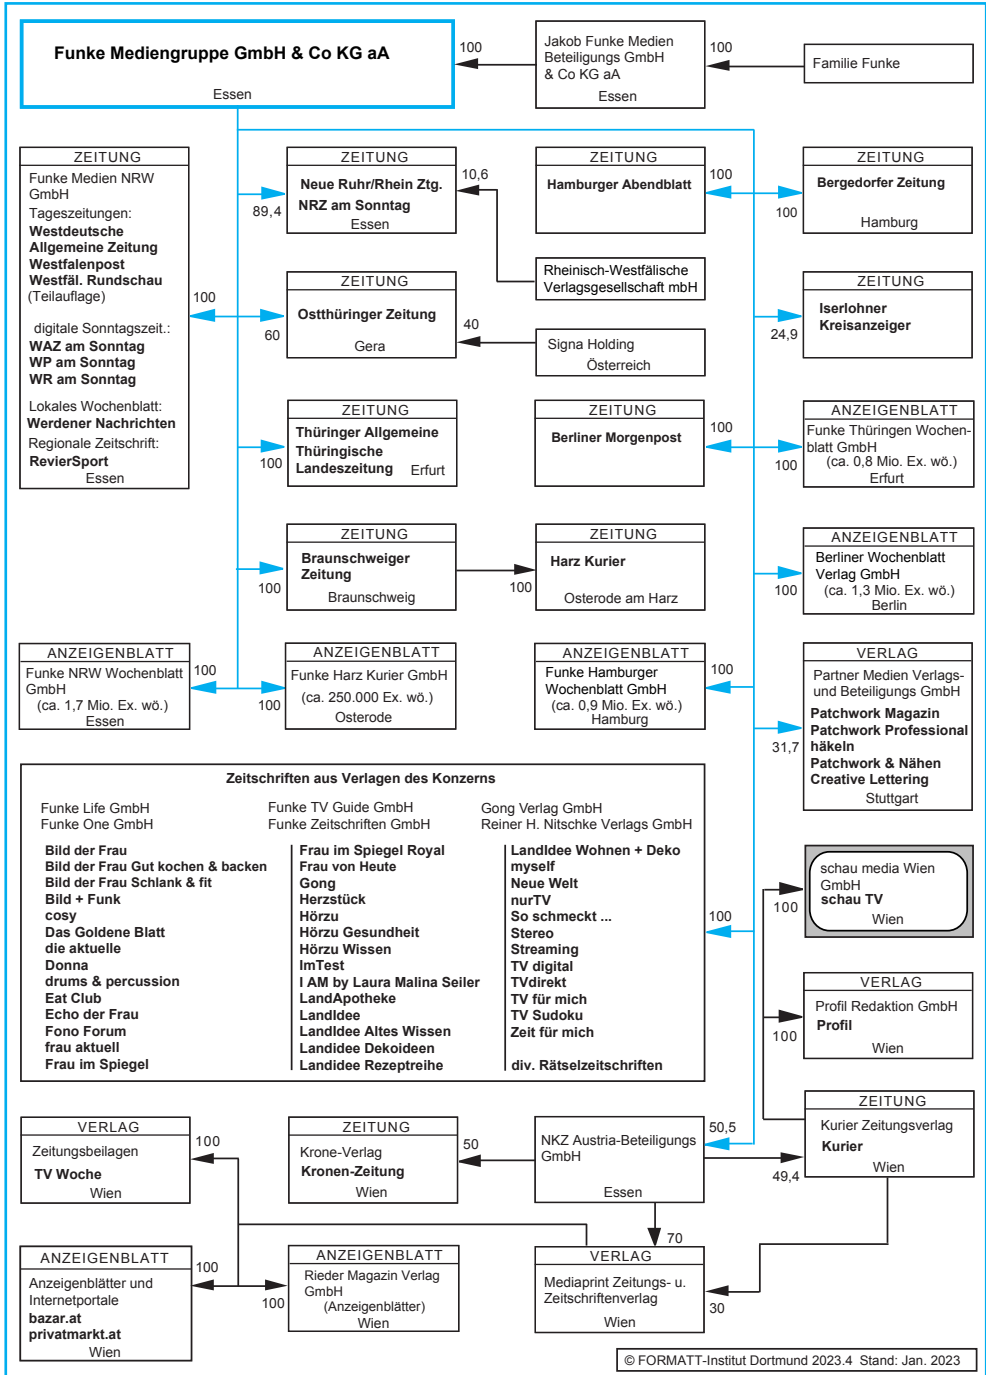 Funke Mediengruppe GmbH & Co KG aA
Essen
100
Jakob Funke Medien
Beteiligungs GmbH
& Co KG aA
Essen
100
Familie Funke
ZEITUNG
Funke Medien NRW
GmbH
Tageszeitungen:
Westdeutsche
Allgemeine Zeitung
Westfalenpost
Westfäl. Rundschau
(Teilauflage)
digitale Sonntagszeit.:
WAZ am Sonntag
WP am Sonntag
WR am Sonntag
Lokales Wochenblatt:
Werdener Nachrichten
Regionale Zeitschrift:
RevierSport
Essen
100
ZEITUNG
Neue Ruhr/Rhein Ztg.
NRZ am Sonntag
Essen
89,4
10,6
ZEITUNG
Hamburger Abendblatt
100
ZEITUNG
Bergedorfer Zeitung
Hamburg
100
Rheinisch-Westfälische
Verlagsgesellschaft mbH
ZEITUNG
Ostthüringer Zeitung
Gera
60
40
Signa Holding
Österreich
ZEITUNG
Iserlohner
Kreisanzeiger
24,9
ZEITUNG
Thüringer Allgemeine
Thüringische
Landeszeitung Erfurt
100
ZEITUNG
Berliner Morgenpost
100
ANZEIGENBLATT
Funke Thüringen Wochen-
blatt GmbH
(ca. 0,8 Mio. Ex. wö.)
Erfurt
100
ZEITUNG
Braunschweiger
Zeitung
Braunschweig
100
ZEITUNG
Harz Kurier
Osterode am Harz
100
ANZEIGENBLATT
Berliner Wochenblatt
Verlag GmbH
(ca. 1,3 Mio. Ex. wö.)
Berlin
100
ANZEIGENBLATT
Funke NRW Wochenblatt
GmbH
(ca. 1,7 Mio. Ex. wö.)
Essen
100
ANZEIGENBLATT
Funke Harz Kurier GmbH
(ca. 250.000 Ex. wö.)
Osterode
100
ANZEIGENBLATT
Funke Hamburger
Wochenblatt GmbH
(ca. 0,9 Mio. Ex. wö.)
Hamburg
100
VERLAG
Partner Medien Verlags-
und Beteiligungs GmbH
Patchwork Magazin
Patchwork Professional
häkeln
Patchwork & Nähen
Creative Lettering
Stuttgart
31,7
Zeitschriften aus Verlagen des Konzerns
Funke Life GmbH
Funke One GmbH
Funke TV Guide GmbH
Funke Zeitschriften GmbH
Gong Verlag GmbH
Reiner H. Nitschke Verlags GmbH
Bild der Frau
Bild der Frau Gut kochen & backen
Bild der Frau Schlank & fit
Bild + Funk
cosy
Das Goldene Blatt
die aktuelle
Donna
drums & percussion
Eat Club
Echo der Frau
Fono Forum
frau aktuell
Frau im Spiegel
Frau im Spiegel Royal
Frau von Heute
Gong
Herzstück
Hörzu
Hörzu Gesundheit
Hörzu Wissen
ImTest
I AM by Laura Malina Seiler
LandApotheke
LandIdee
LandIdee Altes Wissen
Landidee Dekoideen
Landidee Rezeptreihe
LandIdee Wohnen + Deko
myself
Neue Welt
nurTV
So schmeckt ...
Stereo
Streaming
TV digital
TVdirekt
TV für mich
TV Sudoku
Zeit für mich
div. Rätselzeitschriften
100
schau media Wien
GmbH
schau TV
Wien
100
VERLAG
Profil Redaktion GmbH
Profil
Wien
100
ZEITUNG
Kurier Zeitungsverlag
Kurier
Wien
49,4
VERLAG
Zeitungsbeilagen
TV Woche
Wien
100
ZEITUNG
Krone-Verlag
Kronen-Zeitung
Wien
50
NKZ Austria-Beteiligungs
GmbH
Essen
50,5
70
ANZEIGENBLATT
Anzeigenblätter und
Internetportale
bazar.at
privatmarkt.at
Wien
100
ANZEIGENBLATT
Rieder Magazin Verlag
GmbH
(Anzeigenblätter)
Wien
100
VERLAG
Mediaprint Zeitungs- u.
Zeitschriftenverlag
Wien
30
© FORMATT-Institut Dortmund 2023.4 Stand: Jan. 2023